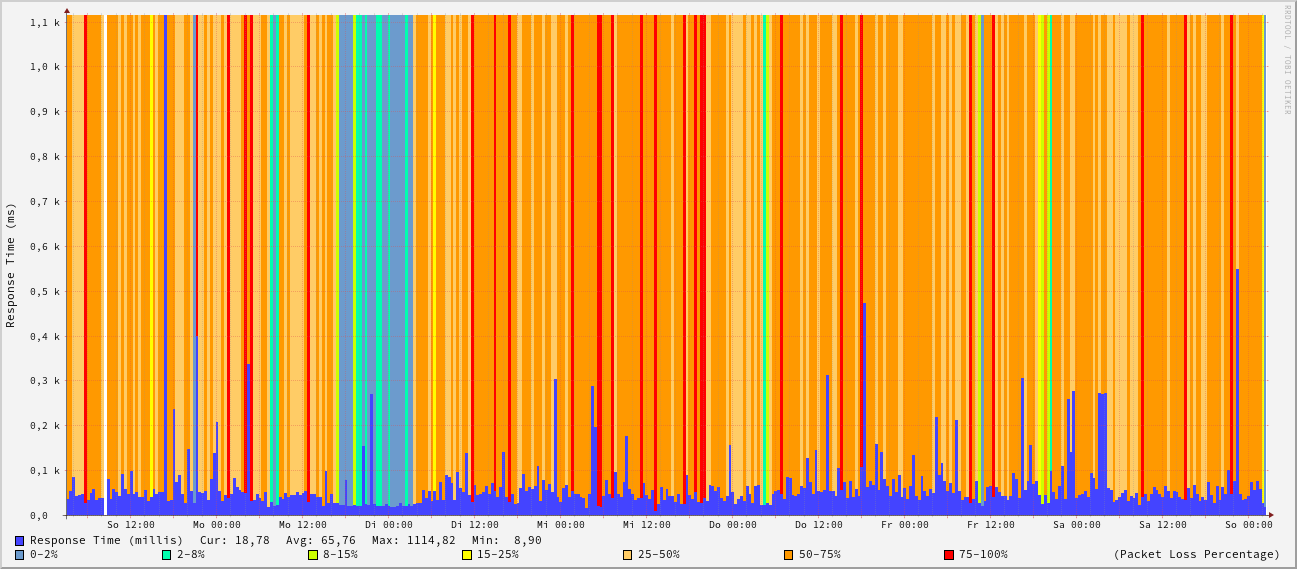 RRDTOOL / TOBI OETIKER
Response Time (ms)
1,1 k
1,0 k
0,9 k
0,8 k
0,7 k
0,6 k
0,5 k
0,4 k
0,3 k
0,2 k
0,1 k
0,0
So 12:00 Mo 00:00 Mo 12:00 Di 00:00 Di 12:00 Mi 00:00 Mi 12:00 Do 00:00 Do 12:00 Fr 00:00 Fr 12:00 Sa 00:00 Sa 12:00 So 00:00
Response Time (millis) Cur: 18,78 Avg: 65,76 Max: 1114,82 Min: 8,90
0-2% 2-8% 8-15% 15-25% 25-50% 50-75% 75-100% (Packet Loss Percentage)